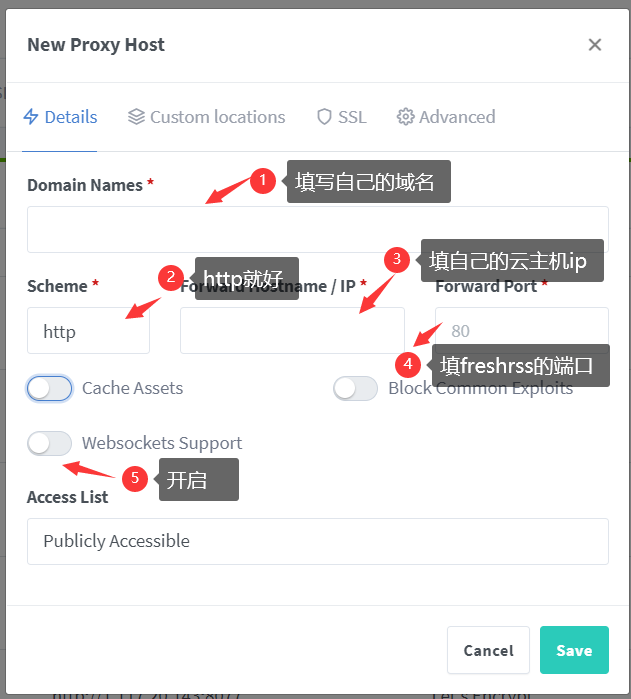 New Proxy Host ×
Details Custom locations SSL Advanced
Domain Names *
1 填写自己的域名
Scheme *
2 http就好
Forward Hostname / IP *
3 填自己的云主机ip
Forward Port *
http
80
4 填freshrss的端口
Cache Assets
Block Common Exploits
Websockets Support
5 开启
Access List
Publicly Accessible
Cancel Save